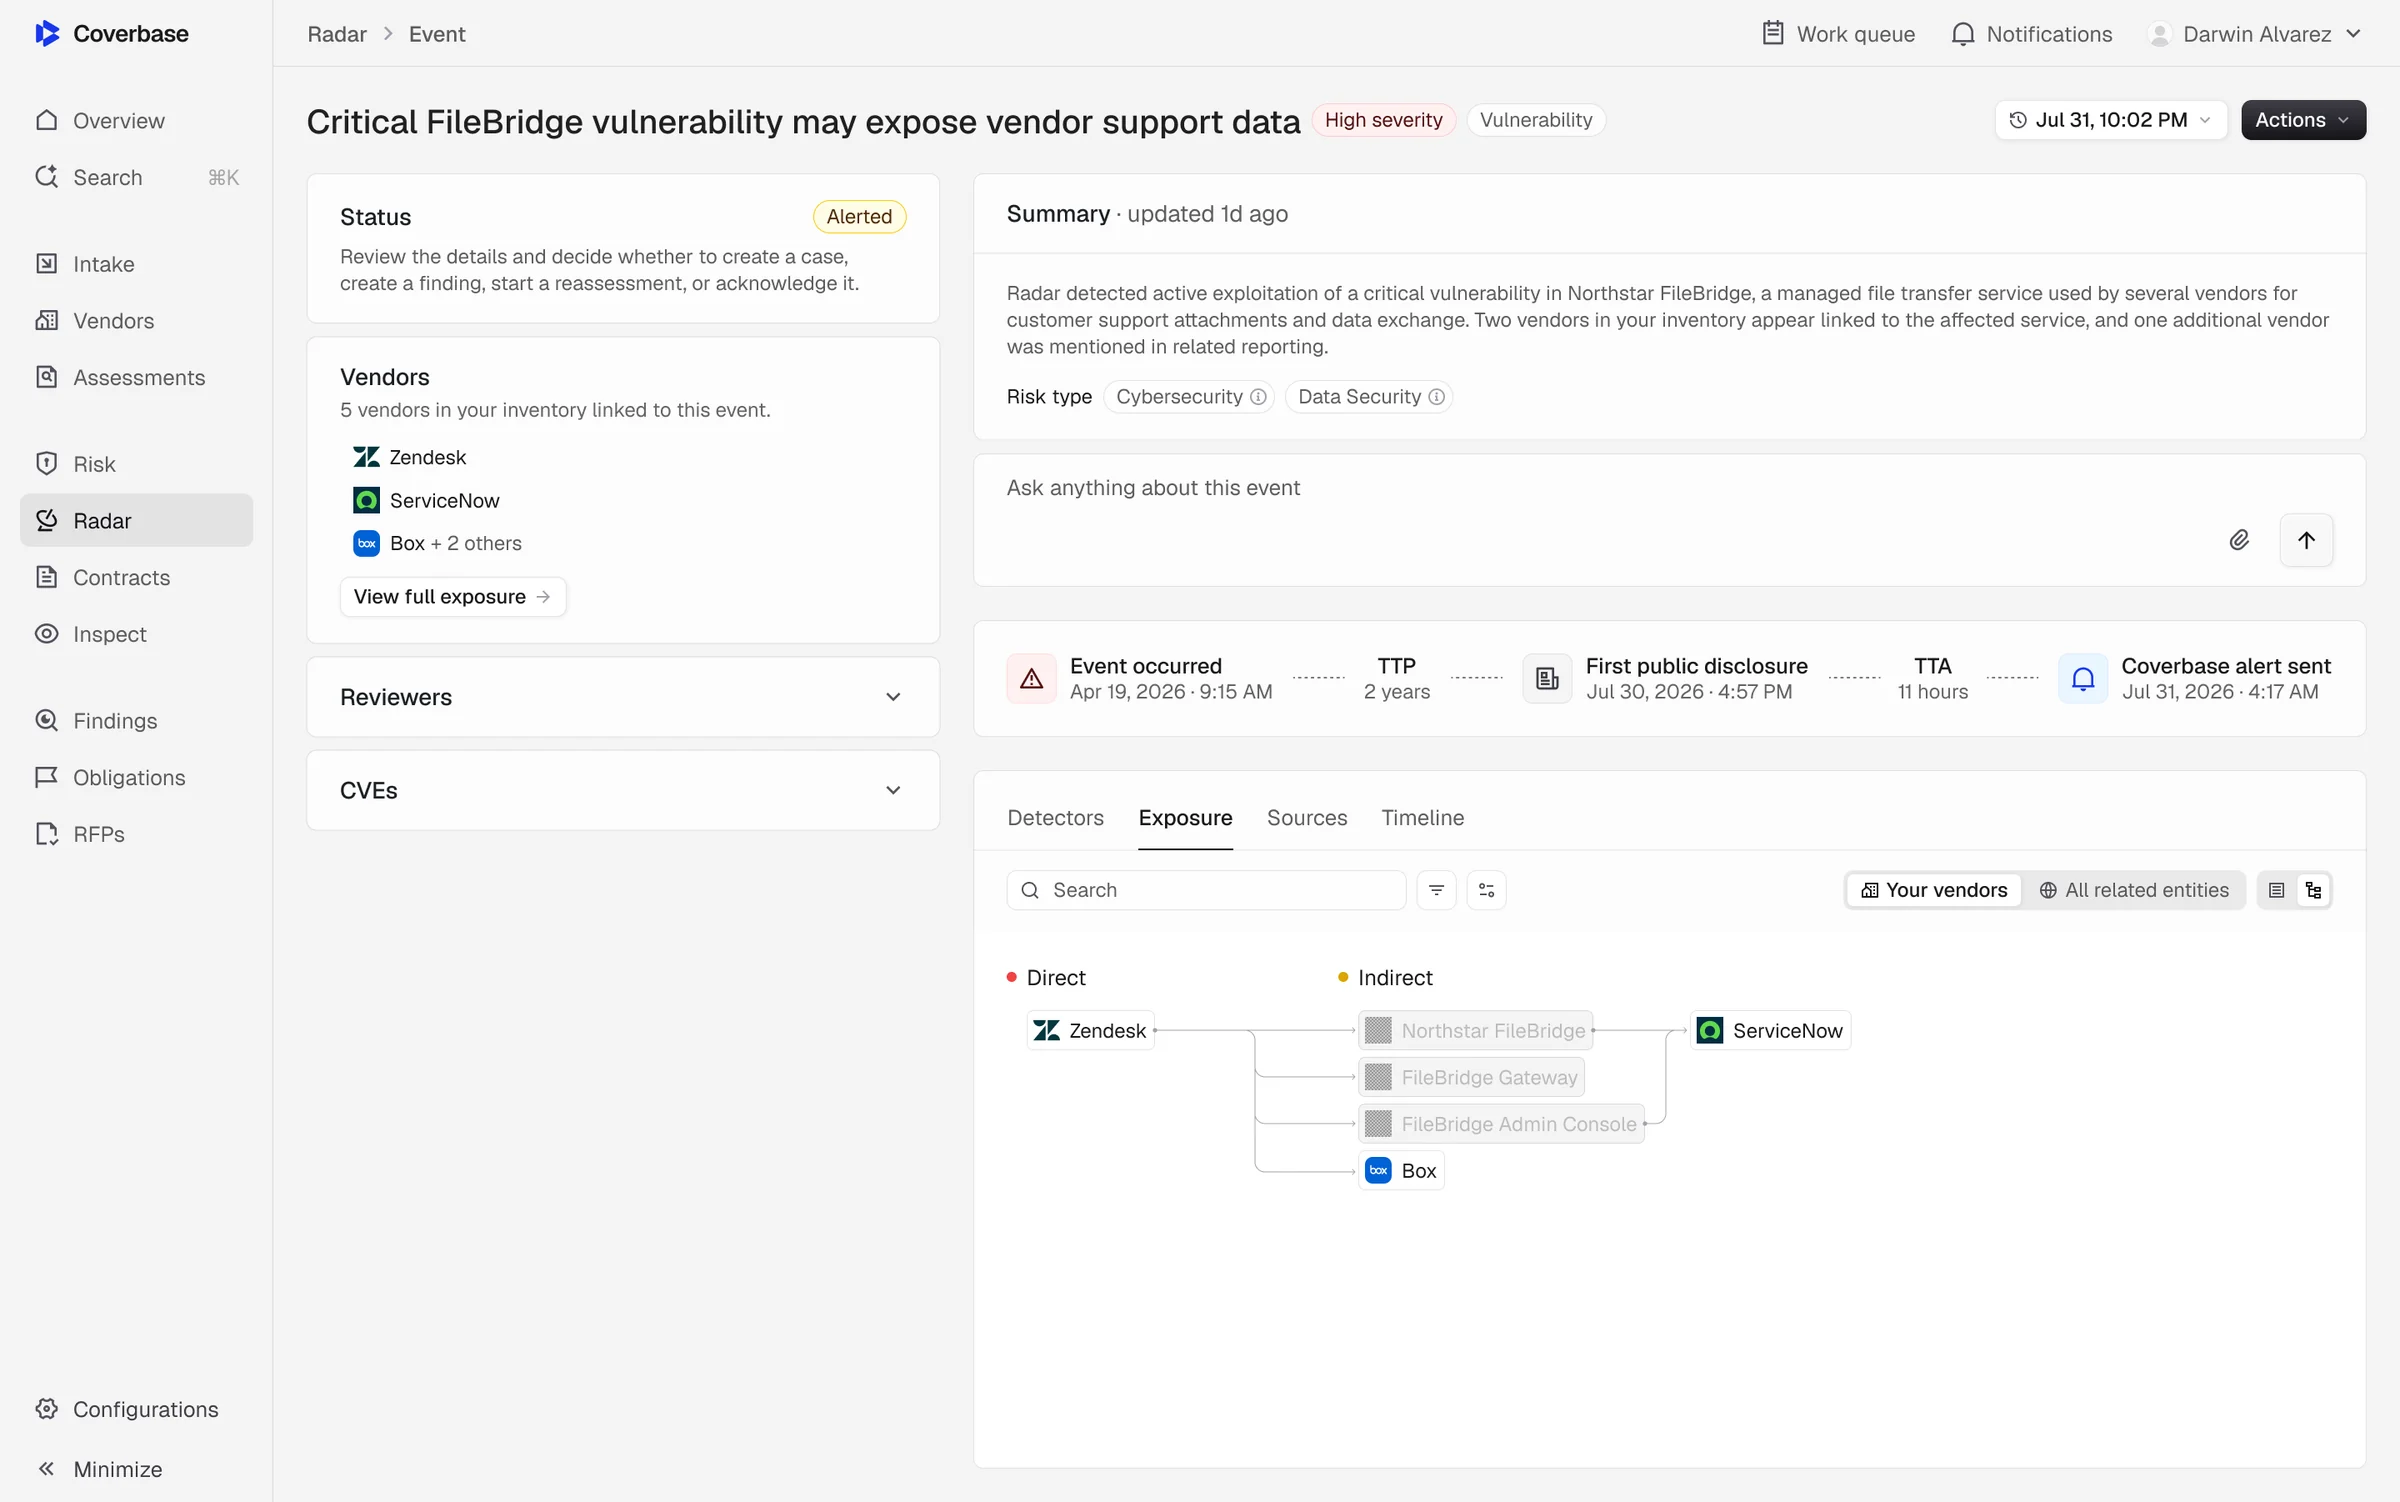 Coverbase
Overview
Search ⌘K
Intake
Vendors
Assessments
Risk
Radar
Contracts
Inspect
Findings
Obligations
RFPs
Configurations
Minimize
Radar > Event
Work queue
Notifications
Darwin Alvarez
Critical FileBridge vulnerability may expose vendor support data
High severity
Vulnerability
Jul 31, 10:02 PM
Actions
Status
Alerted
Review the details and decide whether to create a case,
create a finding, start a reassessment, or acknowledge it.
Vendors
5 vendors in your inventory linked to this event.
Zendesk
ServiceNow
box
Box + 2 others
View full exposure →
Reviewers
CVEs
Summary · updated 1d ago
Radar detected active exploitation of a critical vulnerability in Northstar FileBridge, a managed file transfer service used by several vendors for
customer support attachments and data exchange. Two vendors in your inventory appear linked to the affected service, and one additional vendor
was mentioned in related reporting.
Risk type
Cybersecurity
Data Security
Ask anything about this event
Event occurred
Apr 19, 2026 · 9:15 AM
TTP
2 years
First public disclosure
Jul 30, 2026 · 4:57 PM
TTA
11 hours
Coverbase alert sent
Jul 31, 2026 · 4:17 AM
Detectors
Exposure
Sources
Timeline
Search
Your vendors
All related entities
Direct
Indirect
Zendesk
Northstar FileBridge
ServiceNow
FileBridge Gateway
FileBridge Admin Console
box
Box